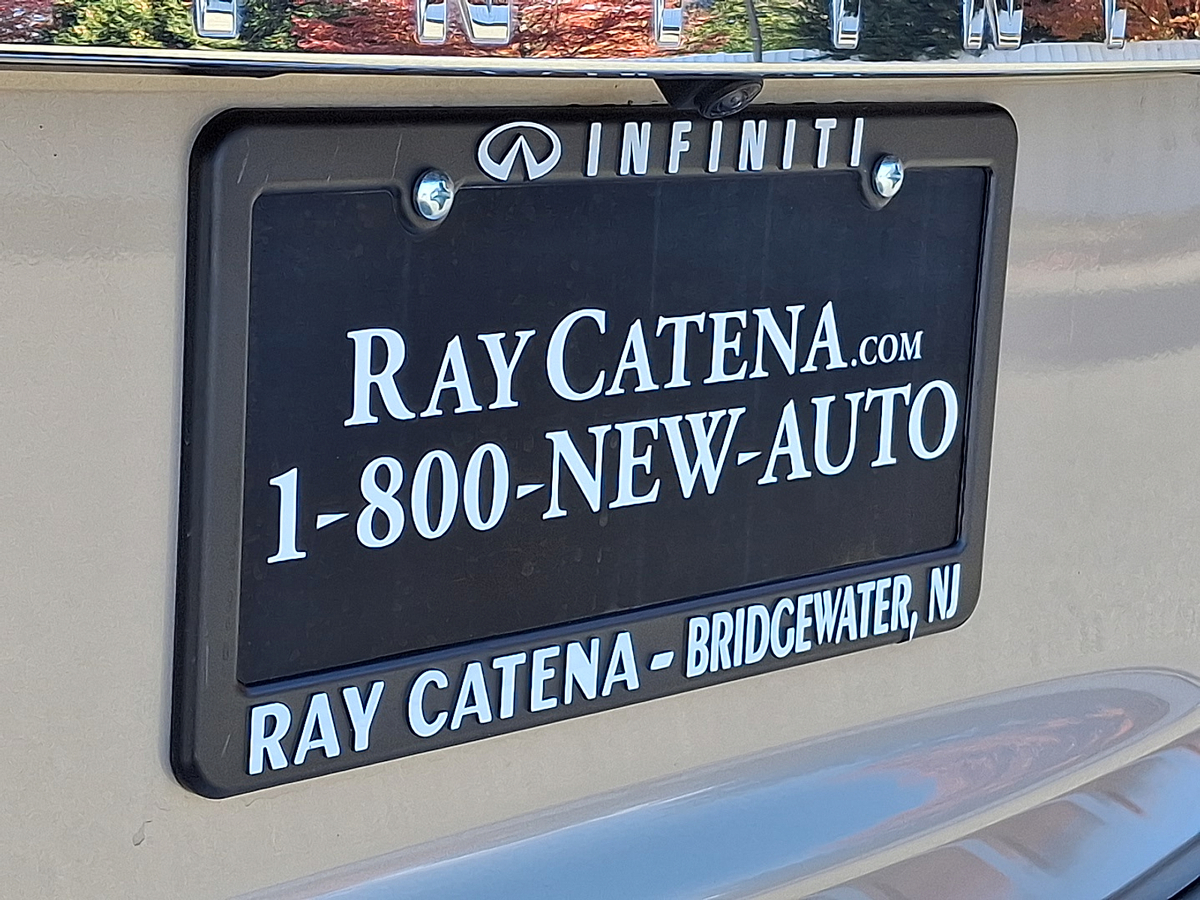 INFINITI
RAY CATENA.COM
1-800-NEW-AUTO
RAY CATENA - BRIDGEWATER, NJ